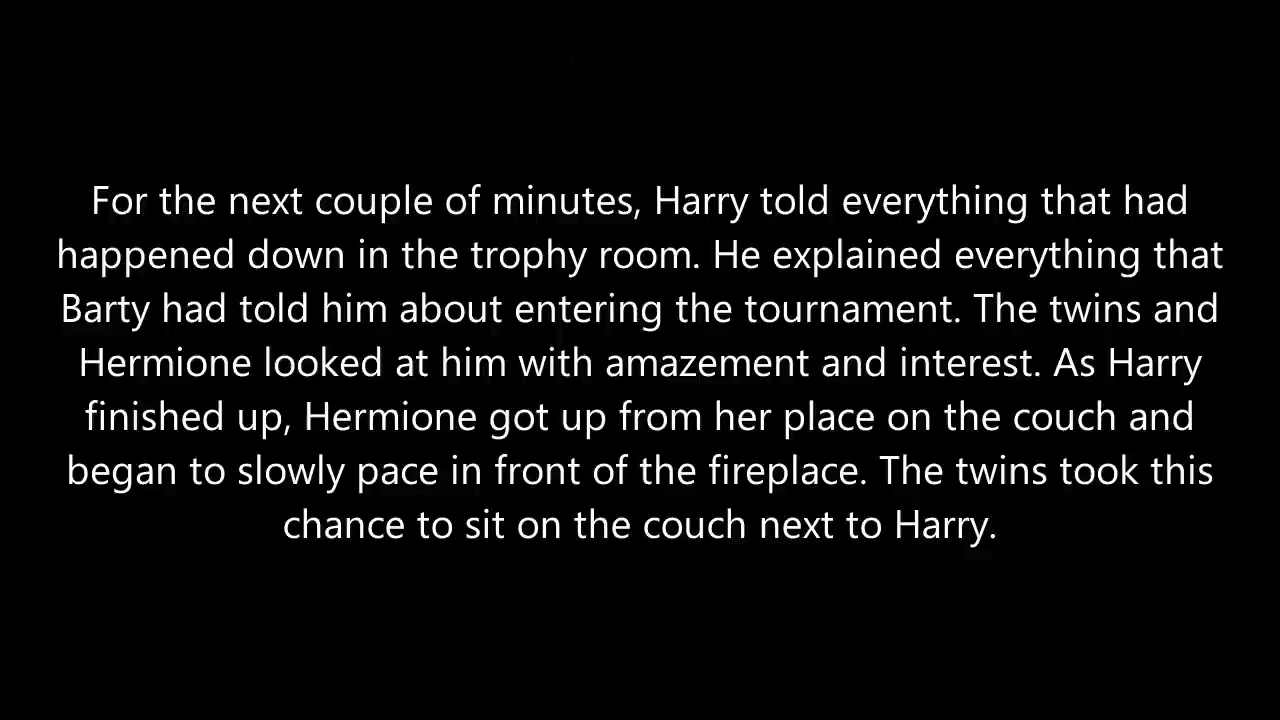 For the next couple of minutes, Harry told everything that had
happened down in the trophy room. He explained everything that
Barty had told him about entering the tournament. The twins and
Hermione looked at him with amazement and interest. As Harry
finished up, Hermione got up from her place on the couch and
began to slowly pace in front of the fireplace. The twins took this
chance to sit on the couch next to Harry.